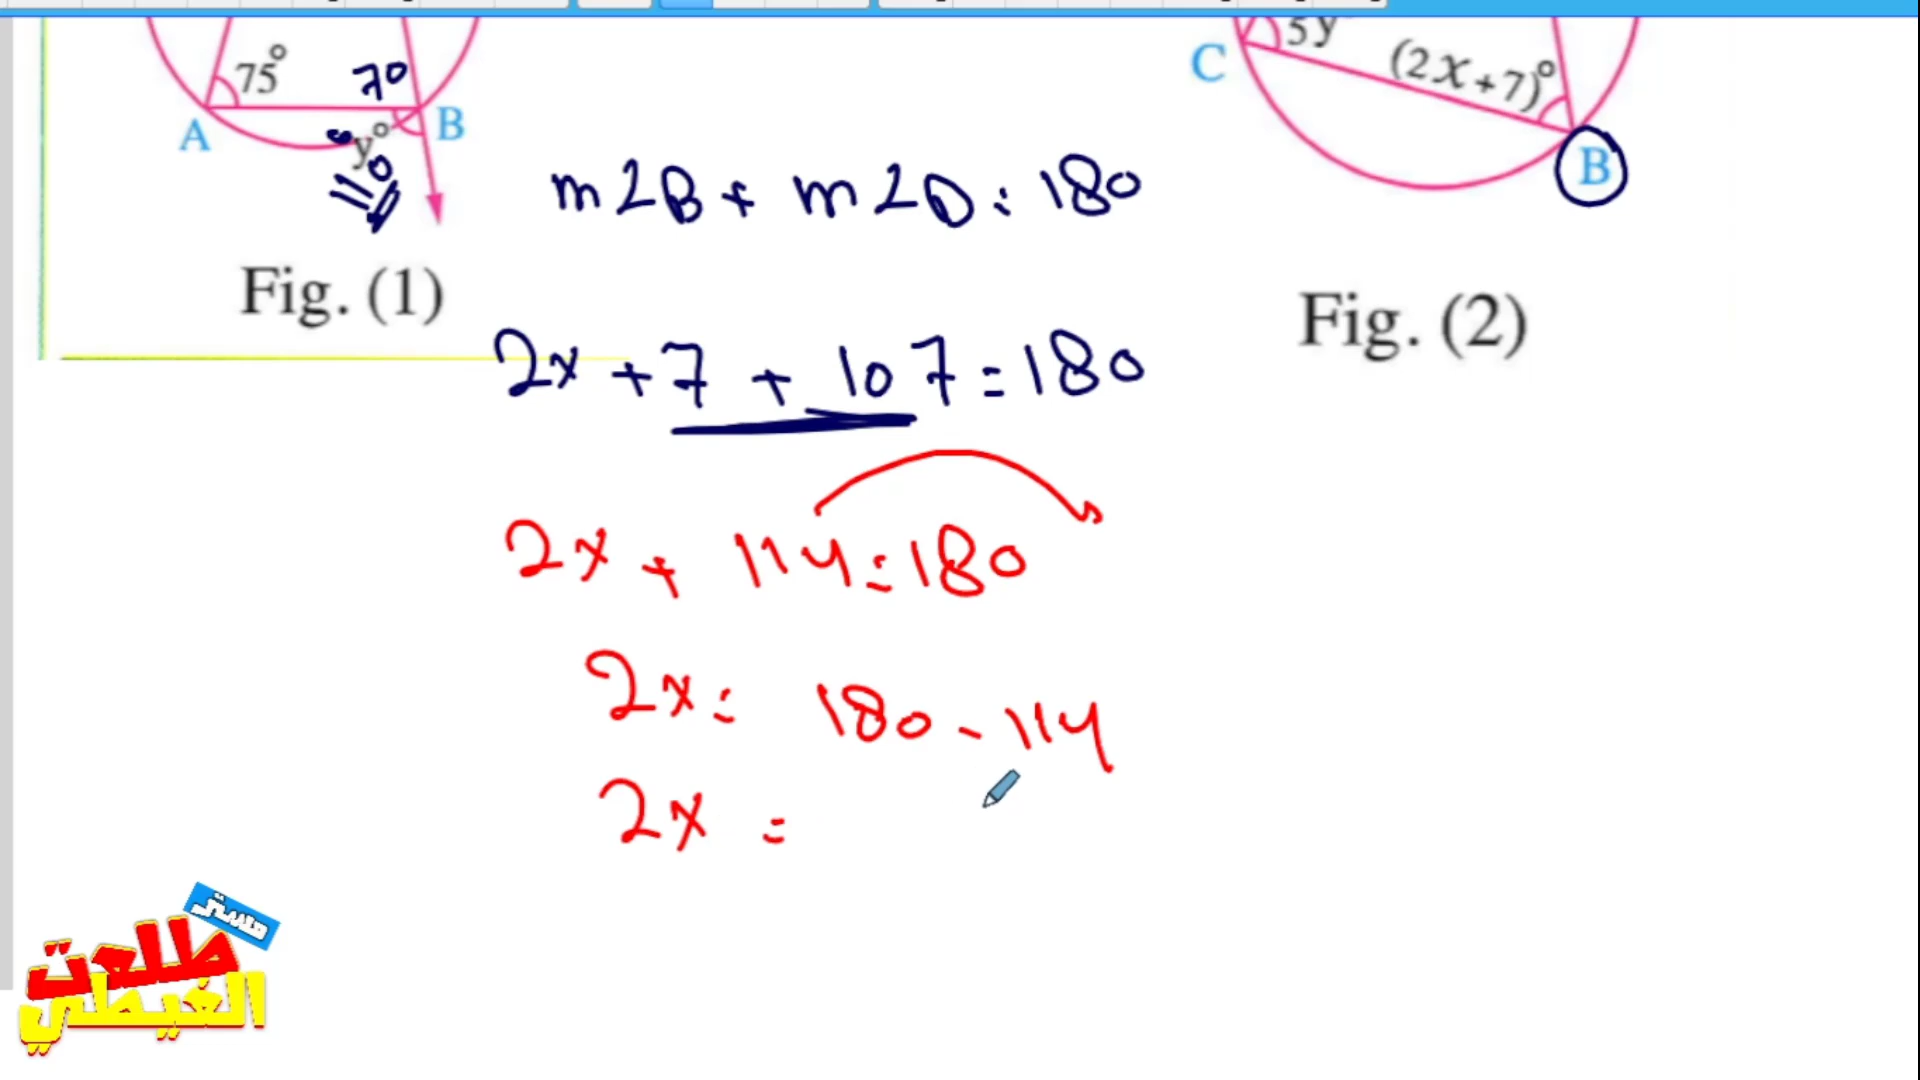 75°
70
A
B
y°
110
C
5y
(2x+7)°
B
m∠B + m∠D = 180
Fig. (1)
Fig. (2)
2x + 7 + 107 = 180
2x + 114 = 180
2x = 180 - 114
2x =
مستر
طلعت
الغيطي